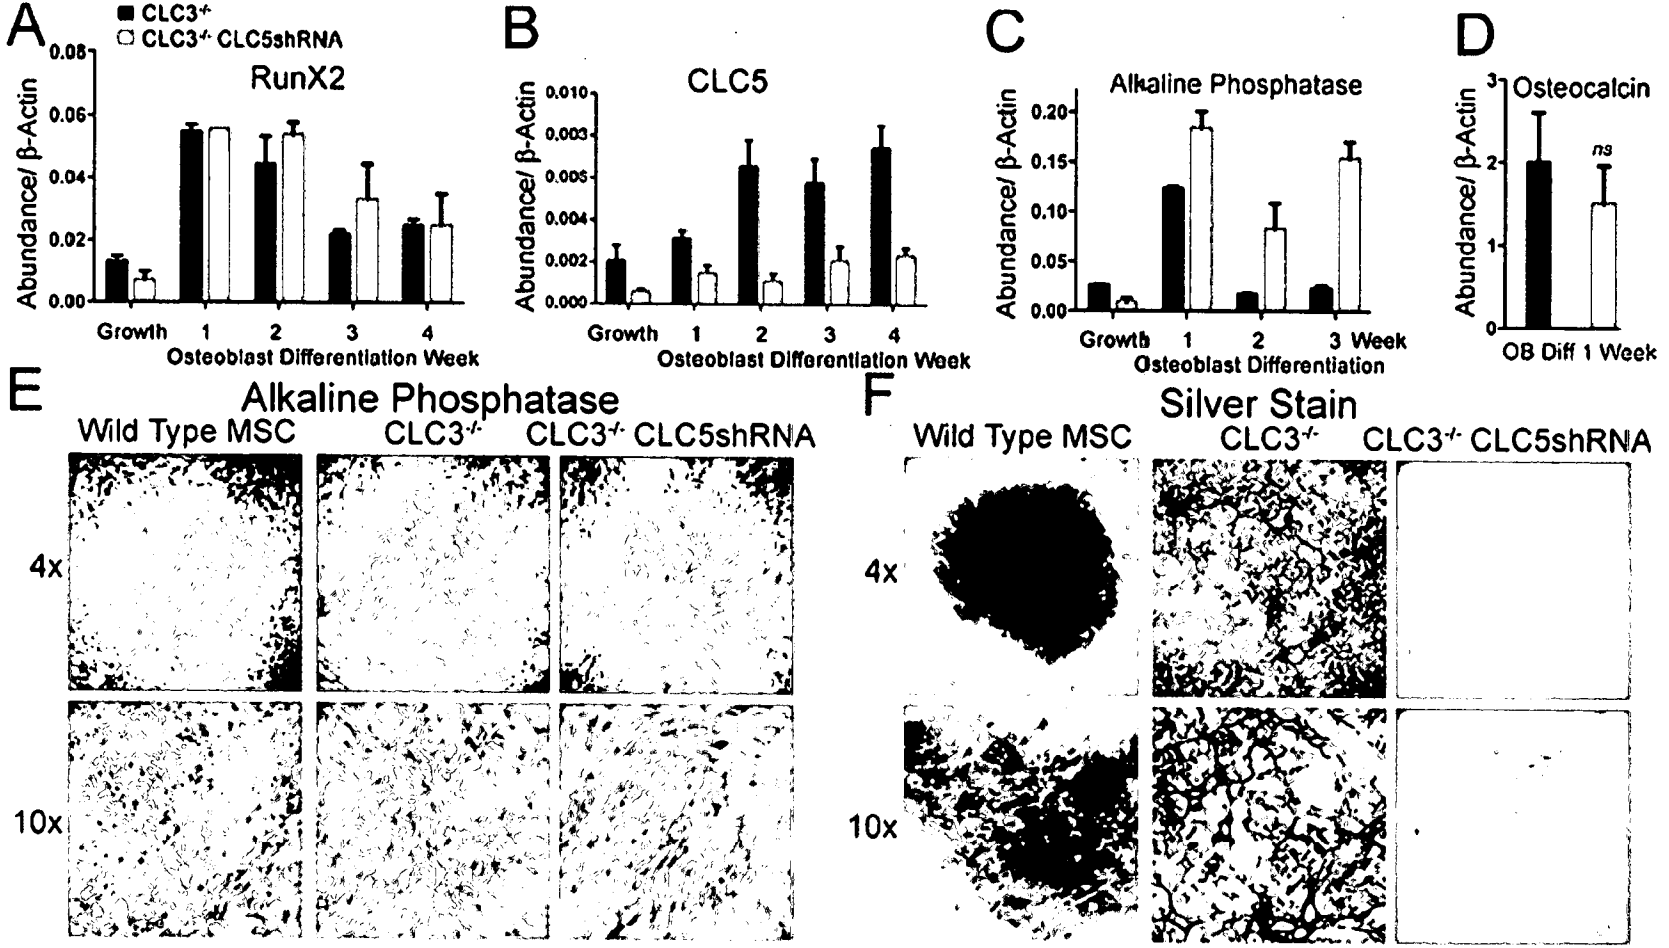 A
CLC3-/-
CLC3-/- CLC5shRNA
RunX2
Abundance/ β-Actin
0.08
0.06
0.04
0.02
0.00
Growth 1 2 3 4
Osteoblast Differentiation Week
B
CLC5
Abundance/ β-Actin
0.010
0.004
0.002
0.000
Growth 1 2 3 4
Osteoblast Differentiation Week
C
Alkaline Phosphatase
Abundance/ β-Actin
0.20
0.15
0.10
0.05
0.00
Growth 1 2 3 Week
Osteoblast Differentiation
D
Osteocalcin
Abundance/ β-Actin
3
2
1
0
ns
OB Diff 1 Week
E
Alkaline Phosphatase
Wild Type MSC CLC3-/- CLC3-/- CLC5shRNA
4x
10x
F
Silver Stain
Wild Type MSC CLC3-/- CLC3-/- CLC5shRNA
4x
10x